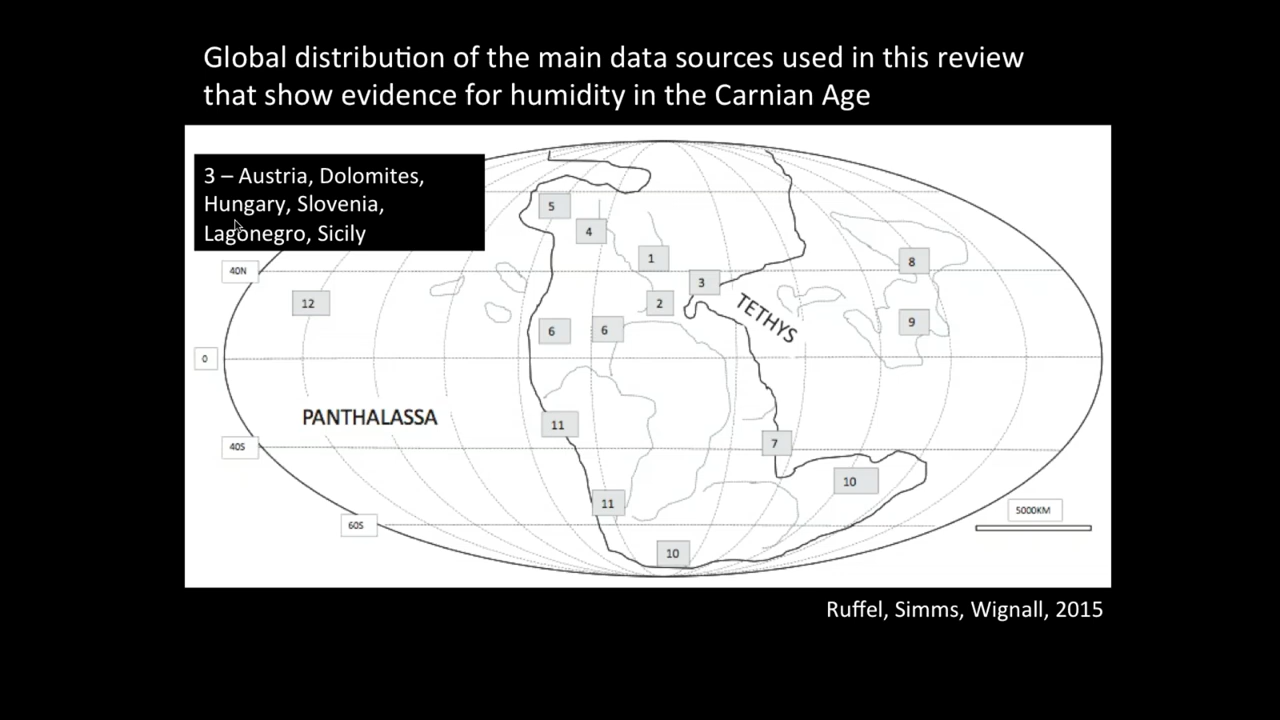 Global distribution of the main data sources used in this review
that show evidence for humidity in the Carnian Age
3 – Austria, Dolomites,
Hungary, Slovenia,
Lagonegro, Sicily
5
4
1
8
40N
3
12
2
TETHYS
9
6
6
0
PANTHALASSA
11
7
40S
10
11
5000KM
60S
10
Ruffel, Simms, Wignall, 2015